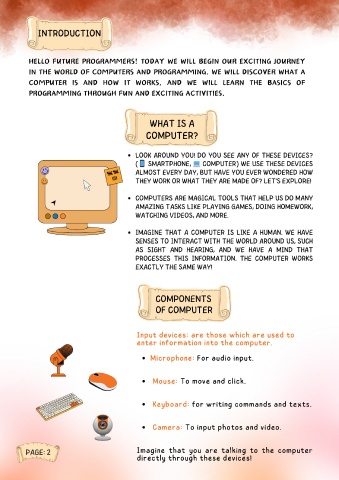 INTRODUCTION
HELLO FUTURE PROGRAMMERS! TODAY WE WILL BEGIN OUR EXCITING JOURNEY
IN THE WORLD OF COMPUTERS AND PROGRAMMING. WE WILL DISCOVER WHAT A
COMPUTER IS AND HOW IT WORKS, AND WE WILL LEARN THE BASICS OF
PROGRAMMING THROUGH FUN AND EXCITING ACTIVITIES.
WHAT IS A
COMPUTER?
• LOOK AROUND YOU! DO YOU SEE ANY OF THESE DEVICES?
(📱 SMARTPHONE, 💻 COMPUTER) WE USE THESE DEVICES
ALMOST EVERY DAY, BUT HAVE YOU EVER WONDERED HOW
THEY WORK OR WHAT THEY ARE MADE OF? LET'S EXPLORE!
• COMPUTERS ARE MAGICAL TOOLS THAT HELP US DO MANY
AMAZING TASKS LIKE PLAYING GAMES, DOING HOMEWORK,
WATCHING VIDEOS, AND MORE.
• IMAGINE THAT A COMPUTER IS LIKE A HUMAN. WE HAVE
SENSES TO INTERACT WITH THE WORLD AROUND US, SUCH
AS SIGHT AND HEARING, AND WE HAVE A MIND THAT
PROCESSES THIS INFORMATION. THE COMPUTER WORKS
EXACTLY THE SAME WAY!
COMPONENTS
OF COMPUTER
Input devices: are those which are used to
enter information into the computer.
• Microphone: For audio input.
• Mouse: To move and click.
• Keyboard: for writing commands and texts.
• Camera: To input photos and video.
Imagine that you are talking to the computer
directly through these devices!
PAGE: 2